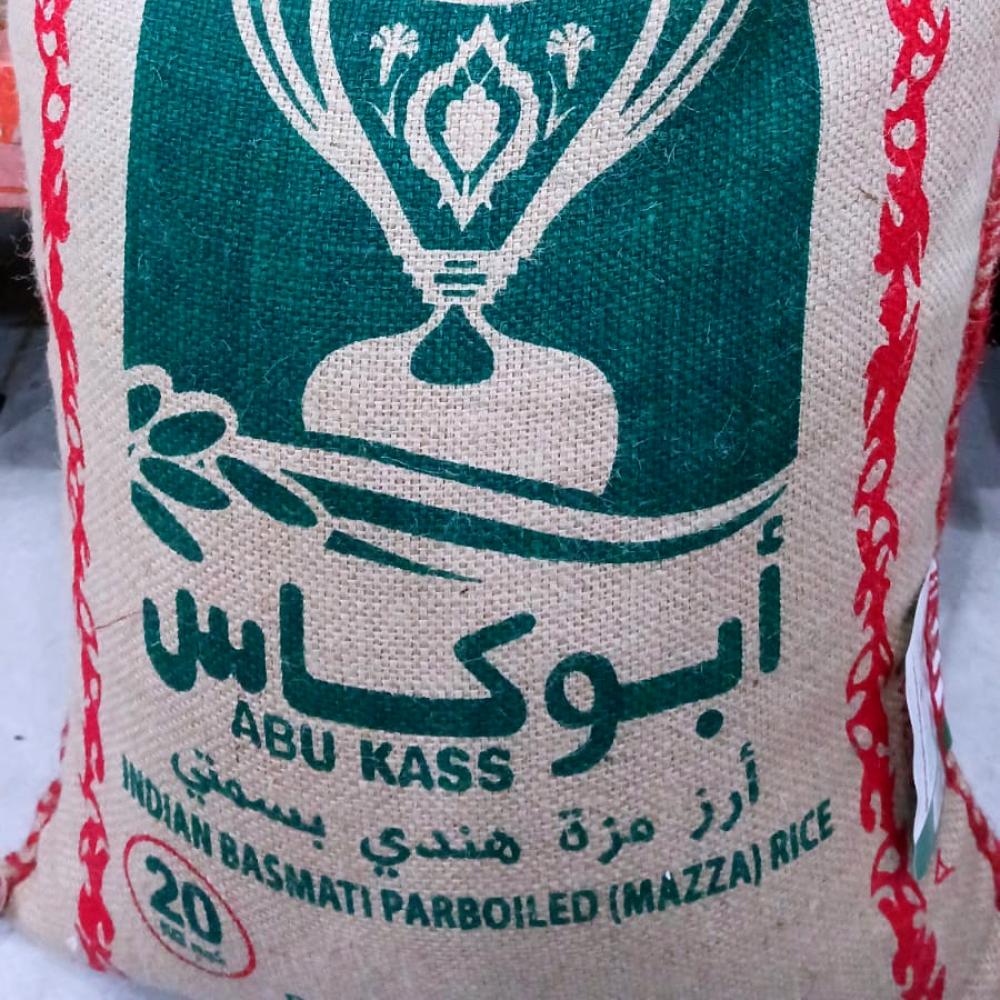 أبوكاس
ABU KASS
أرز مزة هندي بسمتي
INDIAN BASMATI PARBOILED (MAZZA) RICE
20